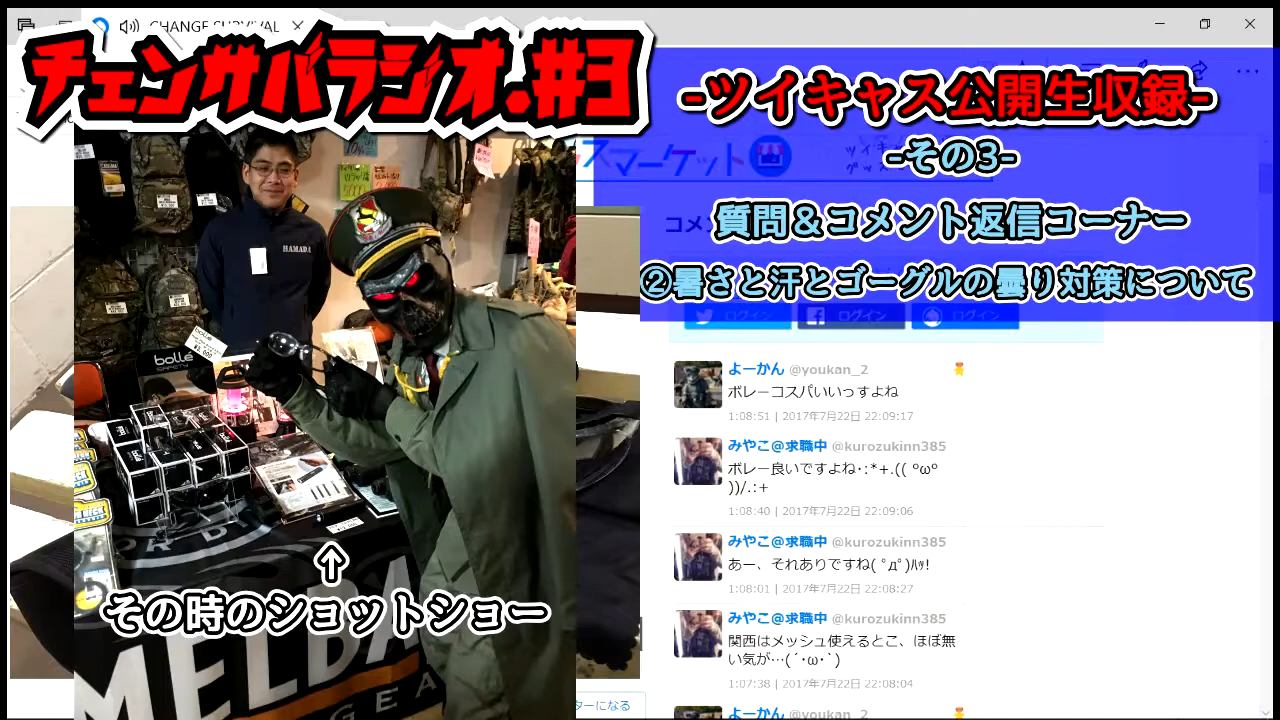 CHANGE SURVIVAL
チェンサバラジオ.#3
-ツイキャス公開生収録-
-その3-
質問＆コメント返信コーナー
②暑さと汗とゴーグルの曇り対策について
ログイン
ログイン
ログイン
HAMADA
bollé
SAFETY
↑
その時のショットショー
GEA
よーかん @youkan_2
ボレーコスパいいっすよね
1:08:51 | 2017年7月22日 22:09:17
みやこ@求職中 @kurozukinn385
ボレー良いですよね･:*+.(( °ω°
))/.:+
1:08:40 | 2017年7月22日 22:09:06
みやこ@求職中 @kurozukinn385
あー、それありですね( ﾟдﾟ)ﾊｯ!
1:08:01 | 2017年7月22日 22:08:27
みやこ@求職中 @kurozukinn385
関西はメッシュ使えるとこ、ほぼ無
い気が…(´･ω･`)
1:07:38 | 2017年7月22日 22:08:04
よーかん @youkan_2
ターになる